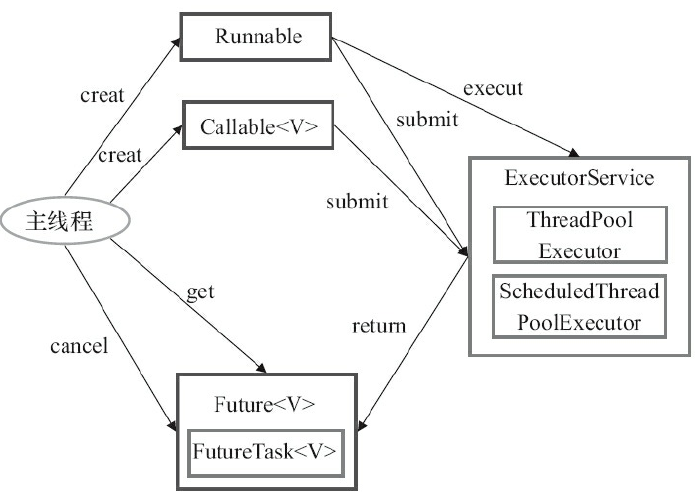 Runnable
execut
creat
submit
Callable<V>
creat
ExecutorService
submit
主线程
ThreadPool
Executor
get
ScheduledThread
PoolExecutor
return
cancel
Future<V>
FutureTask<V>